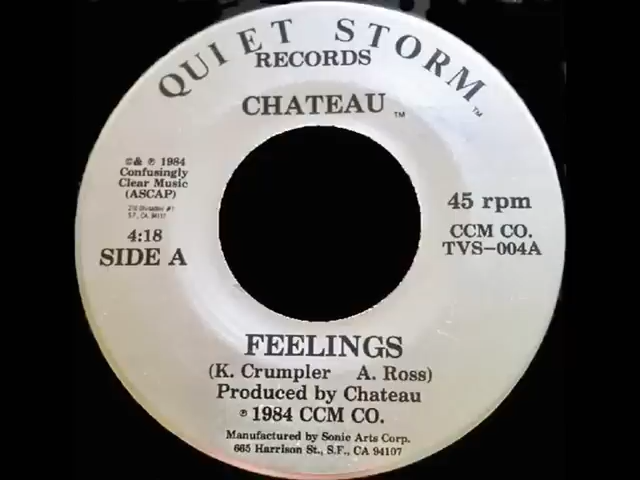 QUIET STORM ™
RECORDS
CHATEAU ™
©& ℗ 1984
Confusingly
Clear Music
(ASCAP)
S.F., CA. 94117
4:18
SIDE A
45 rpm
CCM CO.
TVS-004A
FEELINGS
(K. Crumpler A. Ross)
Produced by Chateau
℗ 1984 CCM CO.
Manufactured by Sonic Arts Corp.
665 Harrison St., S.F., CA 94107